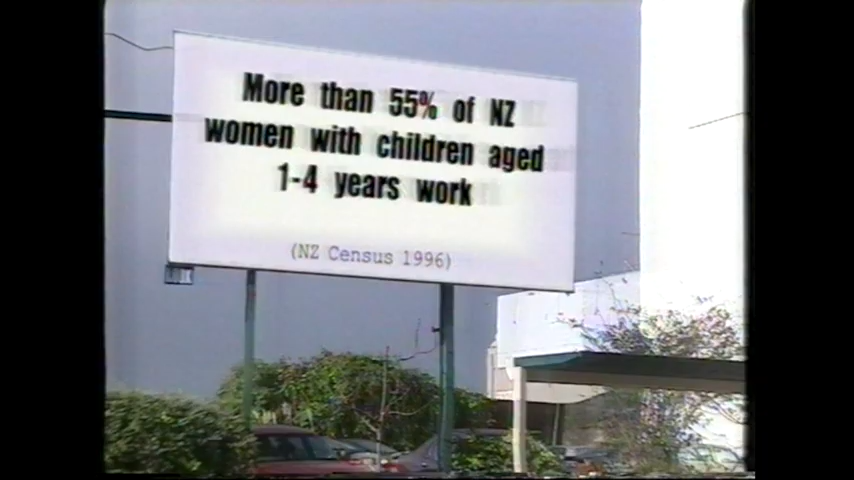 More than 55% of NZ
women with children aged
1-4 years work
(NZ Census 1996)